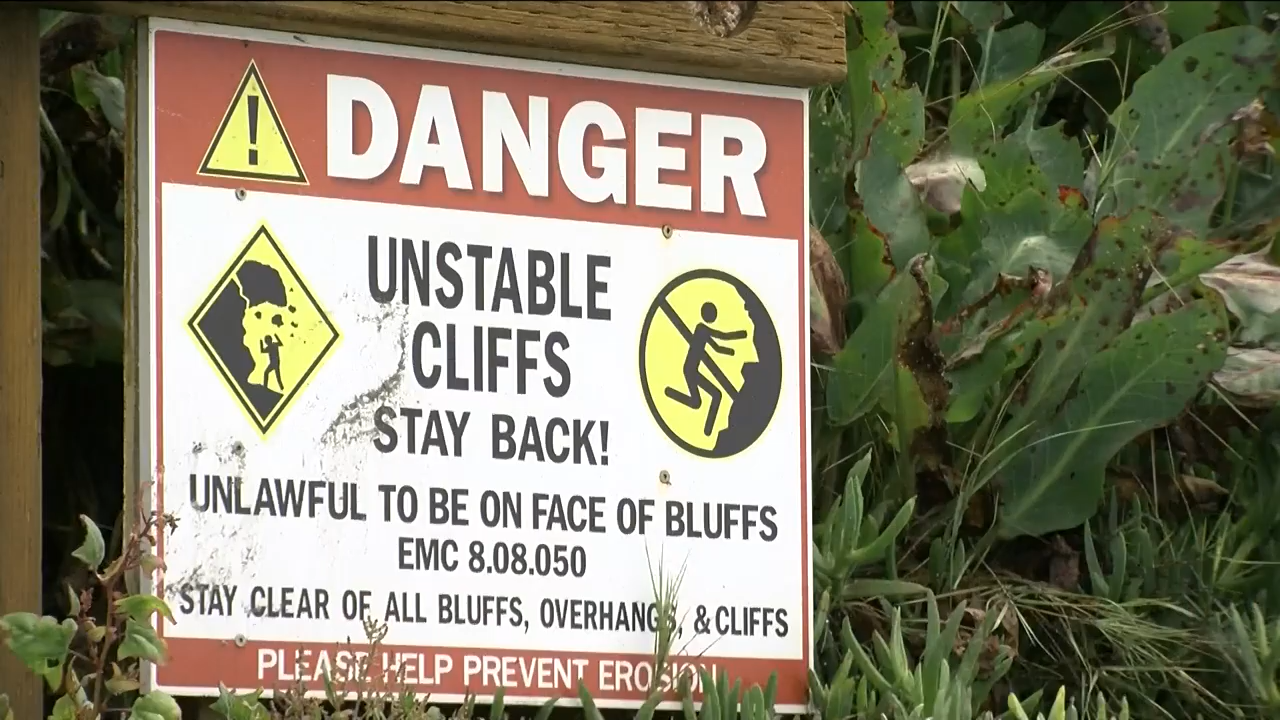 DANGER
UNSTABLE
CLIFFS
STAY BACK!
UNLAWFUL TO BE ON FACE OF BLUFFS
EMC 8.08.050
STAY CLEAR OF ALL BLUFFS, OVERHANGS, & CLIFFS
PLEASE HELP PREVENT EROSION